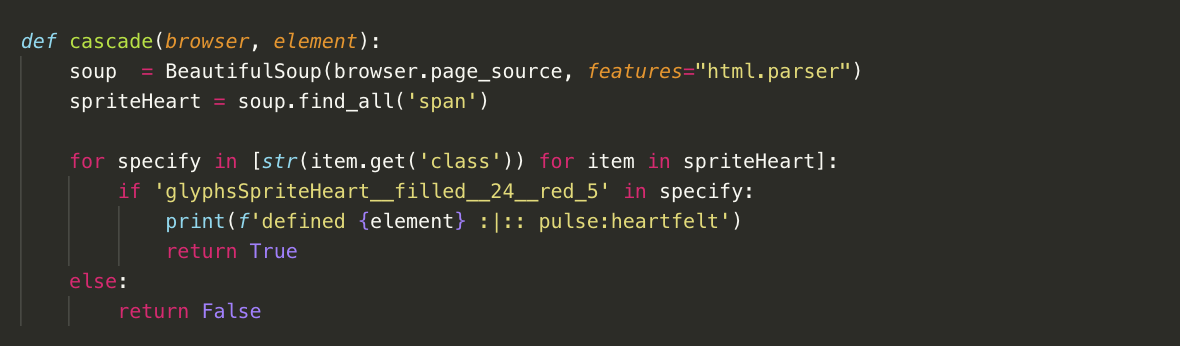 def cascade(browser, element):
    soup  = BeautifulSoup(browser.page_source, features="html.parser")
    spriteHeart = soup.find_all('span')

    for specify in [str(item.get('class')) for item in spriteHeart]:
        if 'glyphsSpriteHeart__filled__24__red_5' in specify:
            print(f'defined {element} :|:: pulse:heartfelt')
            return True
    else:
        return False